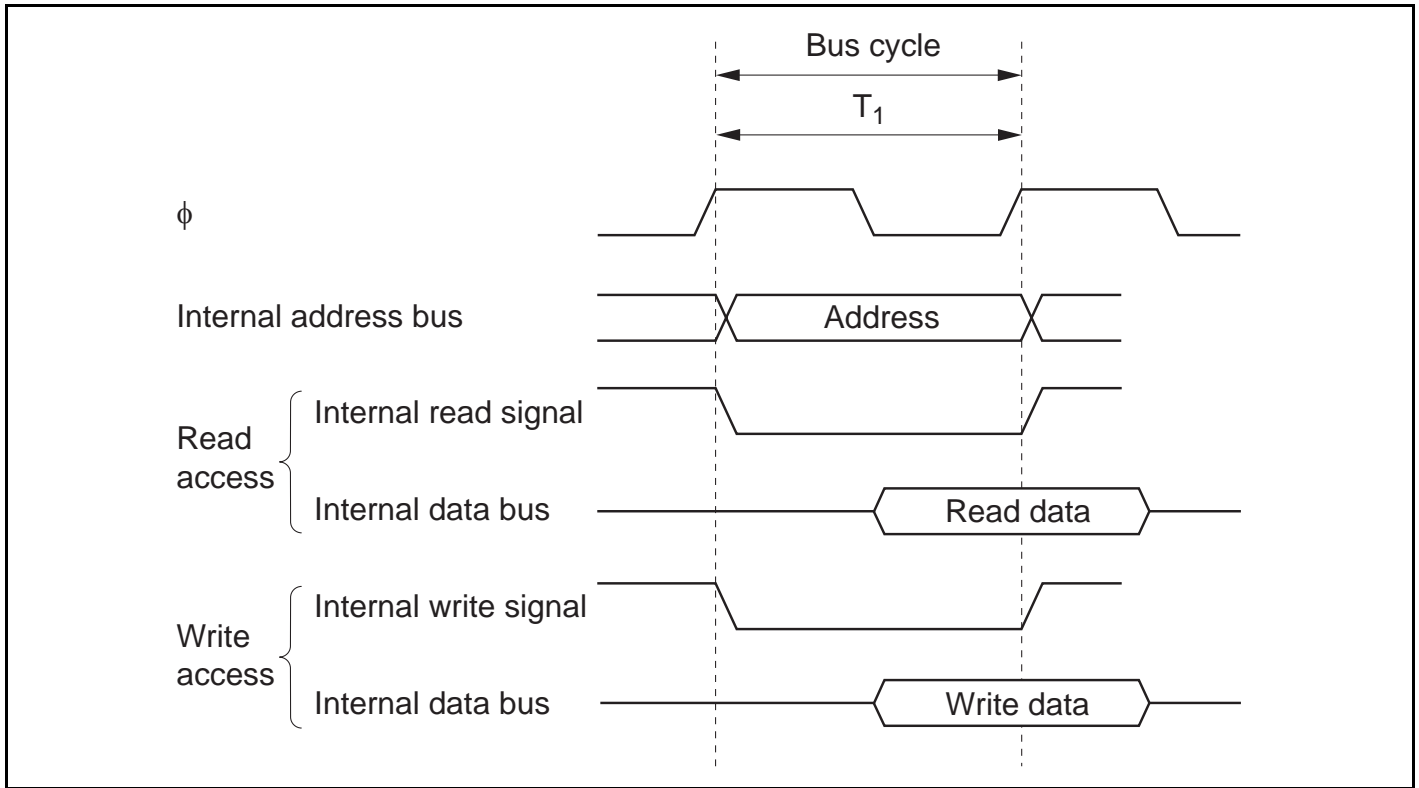 Bus cycle
T1
ϕ
Internal address bus
Address
Read
access
Internal read signal
Internal data bus
Read data
Write
access
Internal write signal
Internal data bus
Write data